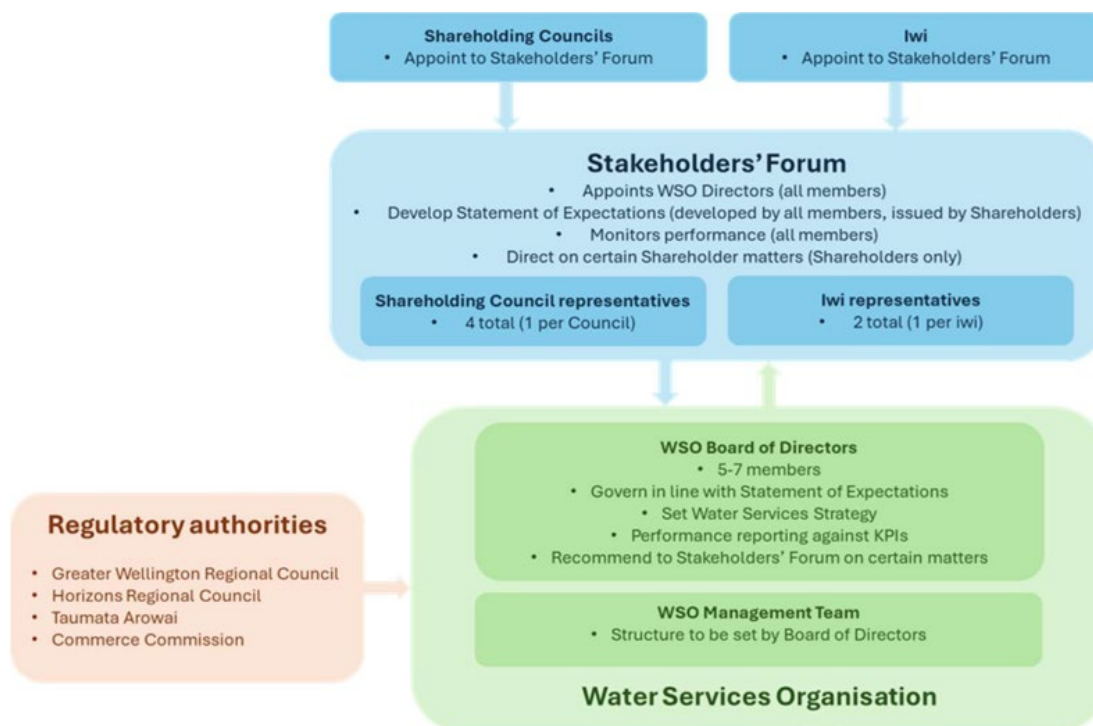 Shareholding Councils
• Appoint to Stakeholders' Forum
Iwi
• Appoint to Stakeholders' Forum
Stakeholders' Forum
• Appoints WSO Directors (all members)
• Develop Statement of Expectations (developed by all members, issued by Shareholders)
• Monitors performance (all members)
• Direct on certain Shareholder matters (Shareholders only)
Shareholding Council representatives
• 4 total (1 per Council)
Iwi representatives
• 2 total (1 per iwi)
WSO Board of Directors
• 5-7 members
• Govern in line with Statement of Expectations
• Set Water Services Strategy
• Performance reporting against KPIs
• Recommend to Stakeholders' Forum on certain matters
Regulatory authorities
• Greater Wellington Regional Council
• Horizons Regional Council
• Taumata Arowai
• Commerce Commission
WSO Management Team
• Structure to be set by Board of Directors
Water Services Organisation